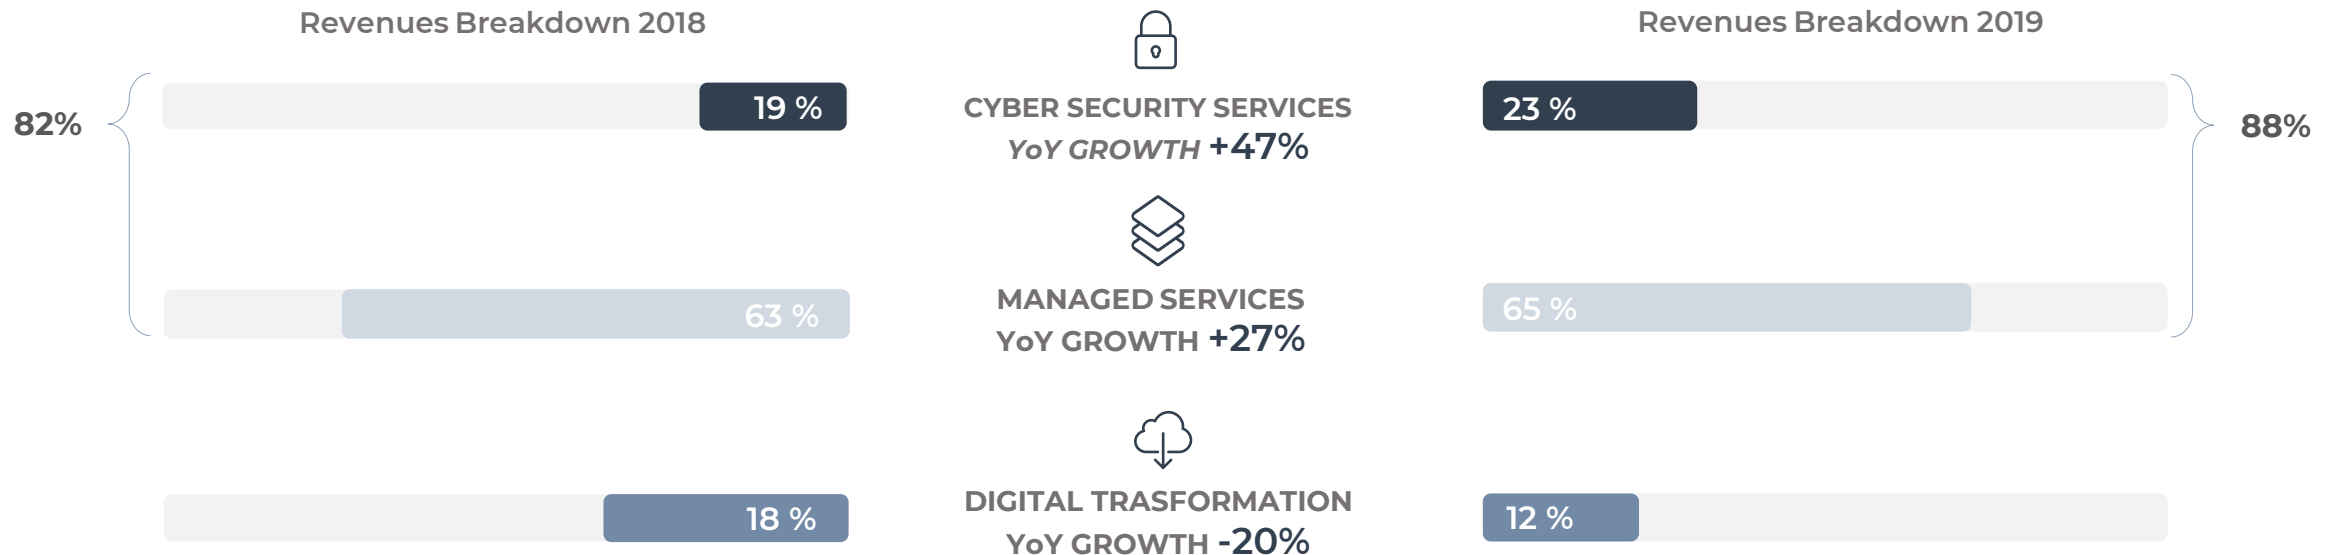 Revenues Breakdown 2018
82%
19 %
63 %
18 %
CYBER SECURITY SERVICES
YoY GROWTH +47%
MANAGED SERVICES
YoY GROWTH +27%
DIGITAL TRASFORMATION
YoY GROWTH -20%
Revenues Breakdown 2019
23 %
88%
65 %
12 %